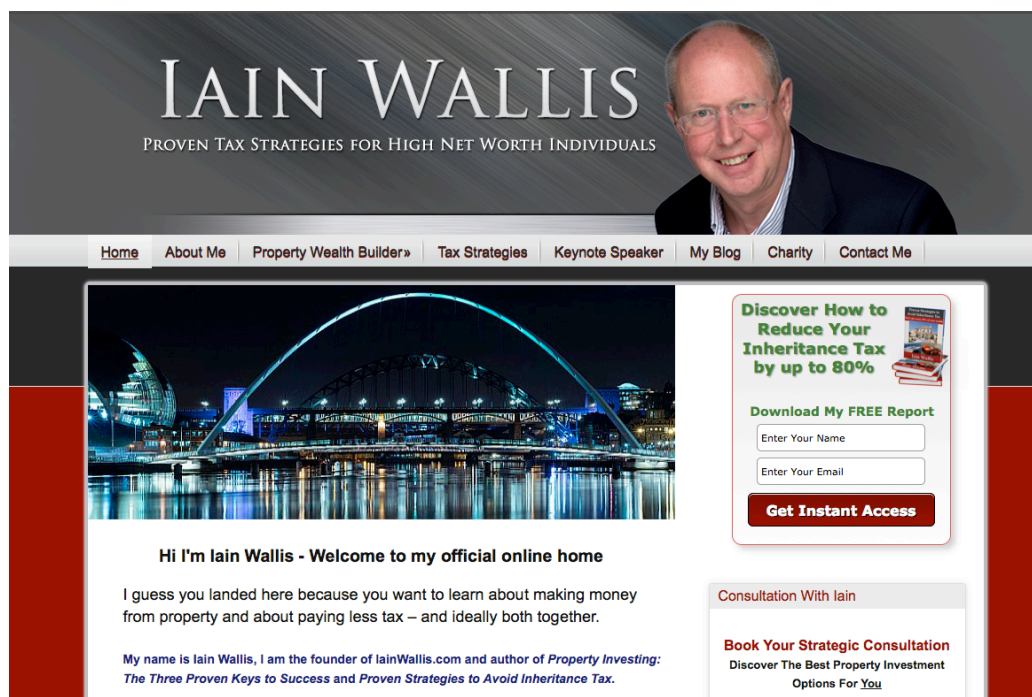 IAIN WALLIS
PROVEN TAX STRATEGIES FOR HIGH NET WORTH INDIVIDUALS
Home About Me Property Wealth Builder» Tax Strategies Keynote Speaker My Blog Charity Contact Me
Discover How to
Reduce Your
Inheritance Tax
by up to 80%
Iain Wallis
Download My FREE Report
Enter Your Name
Enter Your Email
Get Instant Access
Hi I'm Iain Wallis - Welcome to my official online home
I guess you landed here because you want to learn about making money
from property and about paying less tax – and ideally both together.
My name is Iain Wallis, I am the founder of IainWallis.com and author of Property Investing:
The Three Proven Keys to Success and Proven Strategies to Avoid Inheritance Tax.
Consultation With Iain
Book Your Strategic Consultation
Discover The Best Property Investment
Options For You